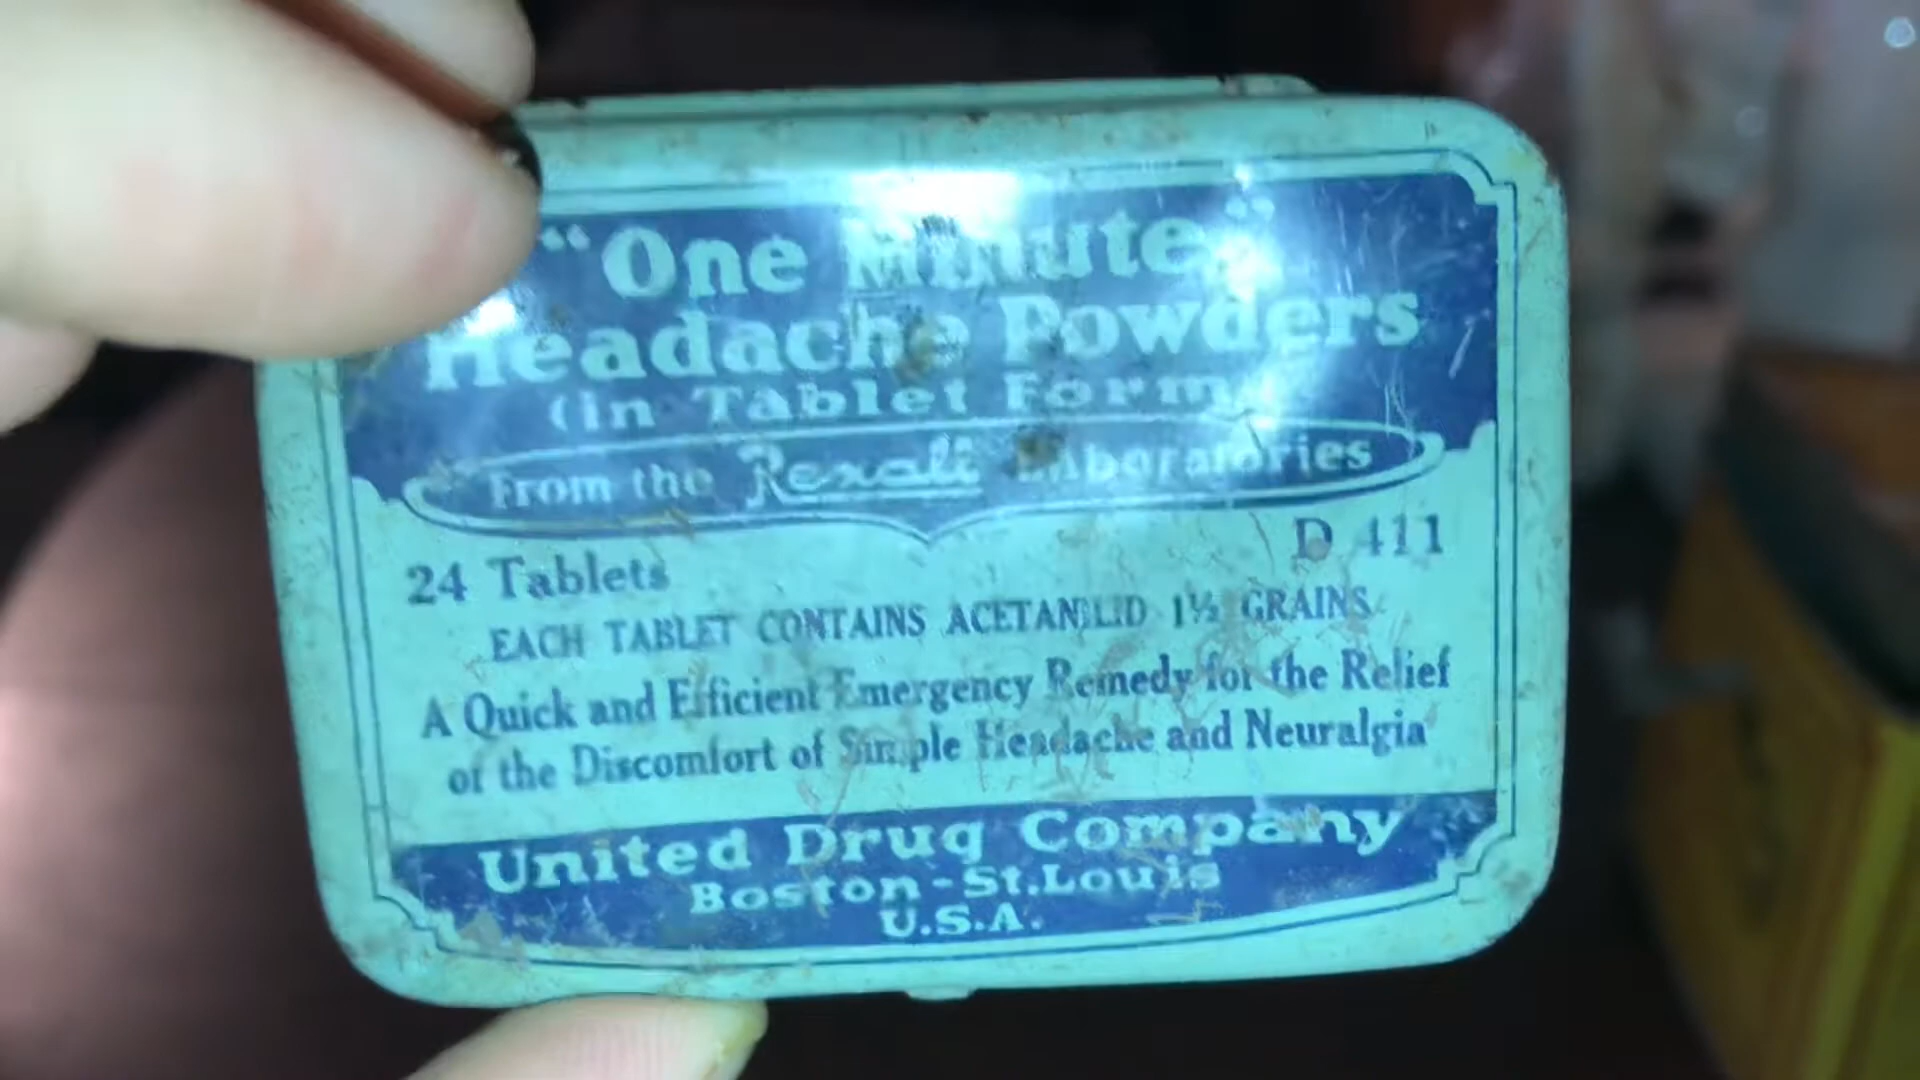 "One Minute"
Headache Powders
(In Tablet Form)
From the Rexall Laboratories
D 411
24 Tablets
EACH TABLET CONTAINS ACETANILID 1½ GRAINS
A Quick and Efficient Emergency Remedy for the Relief
of the Discomfort of Simple Headache and Neuralgia
United Drug Company
Boston-St.Louis
U.S.A.